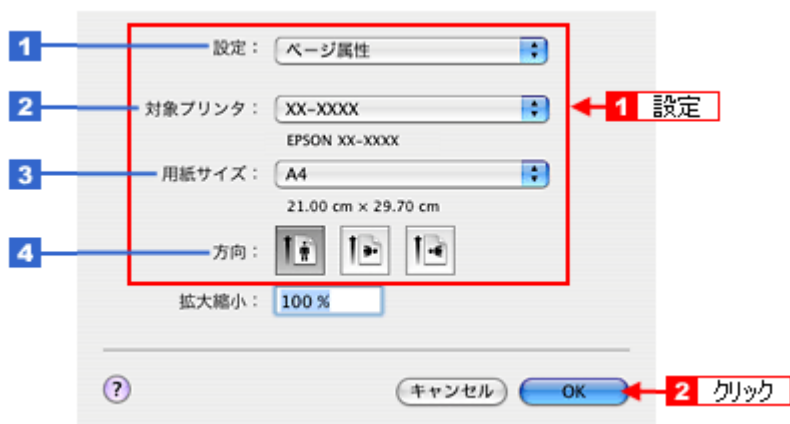 1 設定： ページ属性
2 対象プリンタ： XX-XXXX 1 設定
EPSON XX-XXXX
3 用紙サイズ： A4
21.00 cm × 29.70 cm
4 方向：
拡大縮小： 100 %
? キャンセル OK 2 クリック